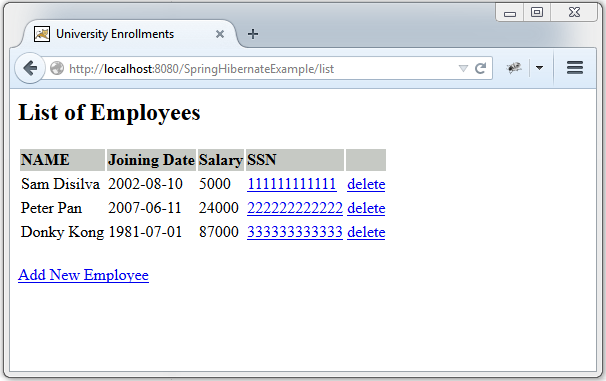 University Enrollments
http://localhost:8080/SpringHibernateExample/list
List of Employees
NAME Joining Date Salary SSN
Sam Disilva 2002-08-10 5000 111111111111 delete
Peter Pan 2007-06-11 24000 222222222222 delete
Donky Kong 1981-07-01 87000 333333333333 delete
Add New Employee